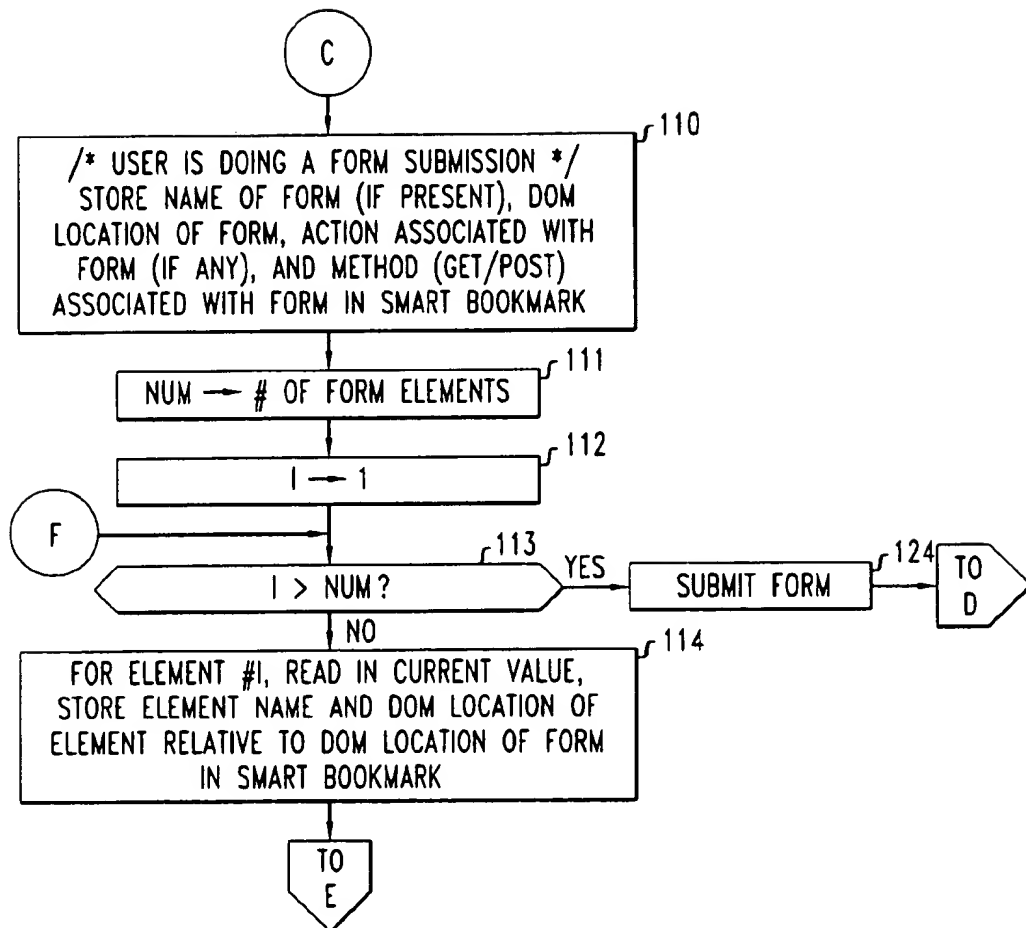 C
110
/* USER IS DOING A FORM SUBMISSION */
STORE NAME OF FORM (IF PRESENT), DOM
LOCATION OF FORM, ACTION ASSOCIATED WITH
FORM (IF ANY), AND METHOD (GET/POST)
ASSOCIATED WITH FORM IN SMART BOOKMARK
111
NUM → # OF FORM ELEMENTS
112
I → 1
F
113
I > NUM?
YES
124
SUBMIT FORM
TO
D
NO
114
FOR ELEMENT #I, READ IN CURRENT VALUE,
STORE ELEMENT NAME AND DOM LOCATION OF
ELEMENT RELATIVE TO DOM LOCATION OF FORM
IN SMART BOOKMARK
TO
E